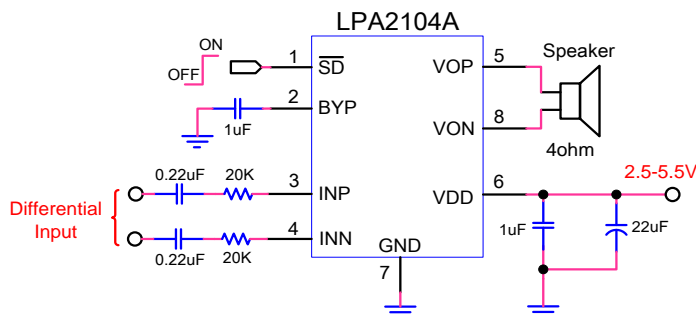 LPA2104A
ON
OFF
1
SD
2
BYP
1uF
0.22uF
20K
3
INP
Differential
Input
0.22uF
20K
4
INN
GND
7
VOP
5
Speaker
VON
8
4ohm
VDD
6
2.5-5.5V
1uF
22uF